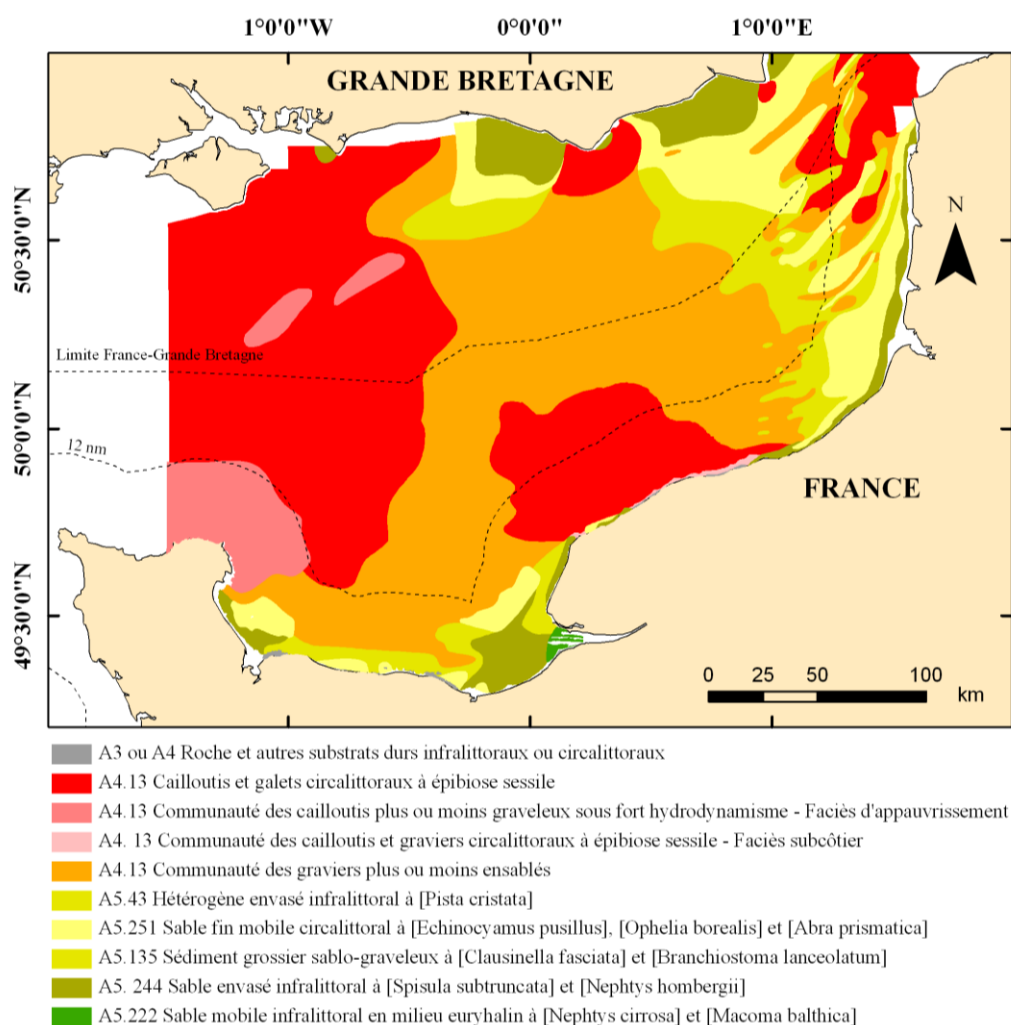 1°0'0"W 0°0'0" 1°0'0"E
GRANDE BRETAGNE
50°30'0"N
N
Limite France-Grande Bretagne
50°0'0"N
12 nm
FRANCE
49°30'0"N
0 25 50 100
km
A3 ou A4 Roche et autres substrats durs infralittoraux ou circalittoraux
A4.13 Cailloutis et galets circalittoraux à épibiose sessile
A4.13 Communauté des cailloutis plus ou moins graveleux sous fort hydrodynamisme - Faciès d'appauvrissement
A4. 13 Communauté des cailloutis et graviers circalittoraux à épibiose sessile - Faciès subcôtier
A4.13 Communauté des graviers plus ou moins ensablés
A5.43 Hétérogène envasé infralittoral à [Pista cristata]
A5.251 Sable fin mobile circalittoral à [Echinocyamus pusillus], [Ophelia borealis] et [Abra prismatica]
A5.135 Sédiment grossier sablo-graveleux à [Clausinella fasciata] et [Branchiostoma lanceolatum]
A5. 244 Sable envasé infralittoral à [Spisula subtruncata] et [Nephtys hombergii]
A5.222 Sable mobile infralittoral en milieu euryhalin à [Nephtys cirrosa] et [Macoma balthica]